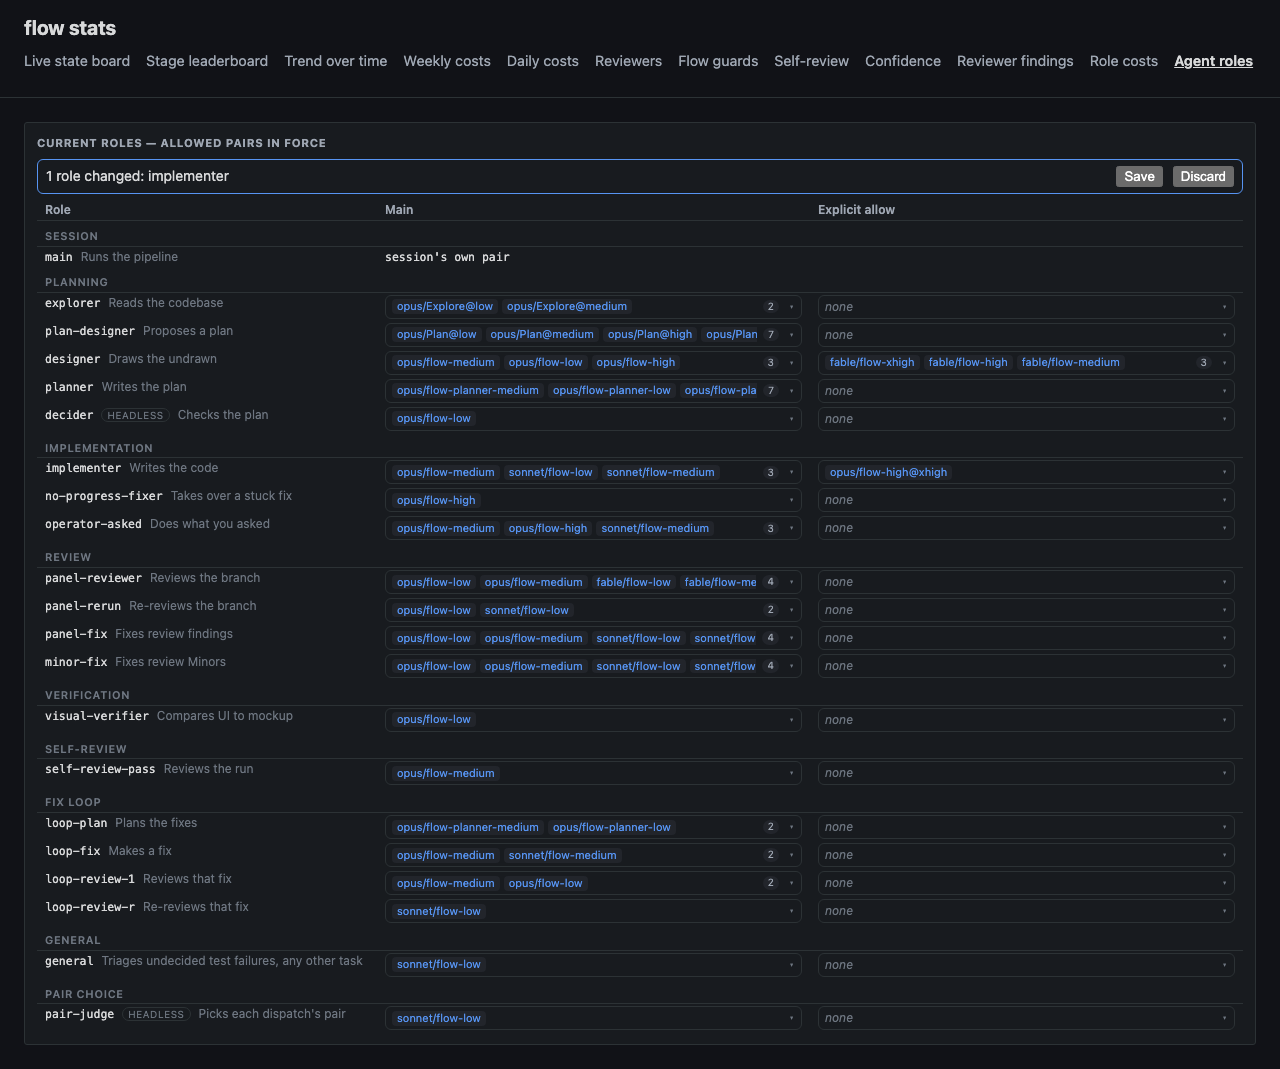 flow stats
Live state board Stage leaderboard Trend over time Weekly costs Daily costs Reviewers Flow guards Self-review Confidence Reviewer findings Role costs Agent roles
CURRENT ROLES — ALLOWED PAIRS IN FORCE
1 role changed: implementer Save Discard
Role Main Explicit allow
SESSION
main Runs the pipeline session's own pair
PLANNING
explorer Reads the codebase opus/Explore@low opus/Explore@medium 2 none
plan-designer Proposes a plan opus/Plan@low opus/Plan@medium opus/Plan@high opus/Plan 7 none
designer Draws the undrawn opus/flow-medium opus/flow-low opus/flow-high 3 fable/flow-xhigh fable/flow-high fable/flow-medium 3
planner Writes the plan opus/flow-planner-medium opus/flow-planner-low opus/flow-pla 7 none
decider HEADLESS Checks the plan opus/flow-low none
IMPLEMENTATION
implementer Writes the code opus/flow-medium sonnet/flow-low sonnet/flow-medium 3 opus/flow-high@xhigh
no-progress-fixer Takes over a stuck fix opus/flow-high none
operator-asked Does what you asked opus/flow-medium opus/flow-high sonnet/flow-medium 3 none
REVIEW
panel-reviewer Reviews the branch opus/flow-low opus/flow-medium fable/flow-low fable/flow-me 4 none
panel-rerun Re-reviews the branch opus/flow-low sonnet/flow-low 2 none
panel-fix Fixes review findings opus/flow-low opus/flow-medium sonnet/flow-low sonnet/flow 4 none
minor-fix Fixes review Minors opus/flow-low opus/flow-medium sonnet/flow-low sonnet/flow 4 none
VERIFICATION
visual-verifier Compares UI to mockup opus/flow-low none
SELF-REVIEW
self-review-pass Reviews the run opus/flow-medium none
FIX LOOP
loop-plan Plans the fixes opus/flow-planner-medium opus/flow-planner-low 2 none
loop-fix Makes a fix opus/flow-medium sonnet/flow-medium 2 none
loop-review-1 Reviews that fix opus/flow-medium opus/flow-low 2 none
loop-review-r Re-reviews that fix sonnet/flow-low none
GENERAL
general Triages undecided test failures, any other task sonnet/flow-low none
PAIR CHOICE
pair-judge HEADLESS Picks each dispatch's pair sonnet/flow-low none